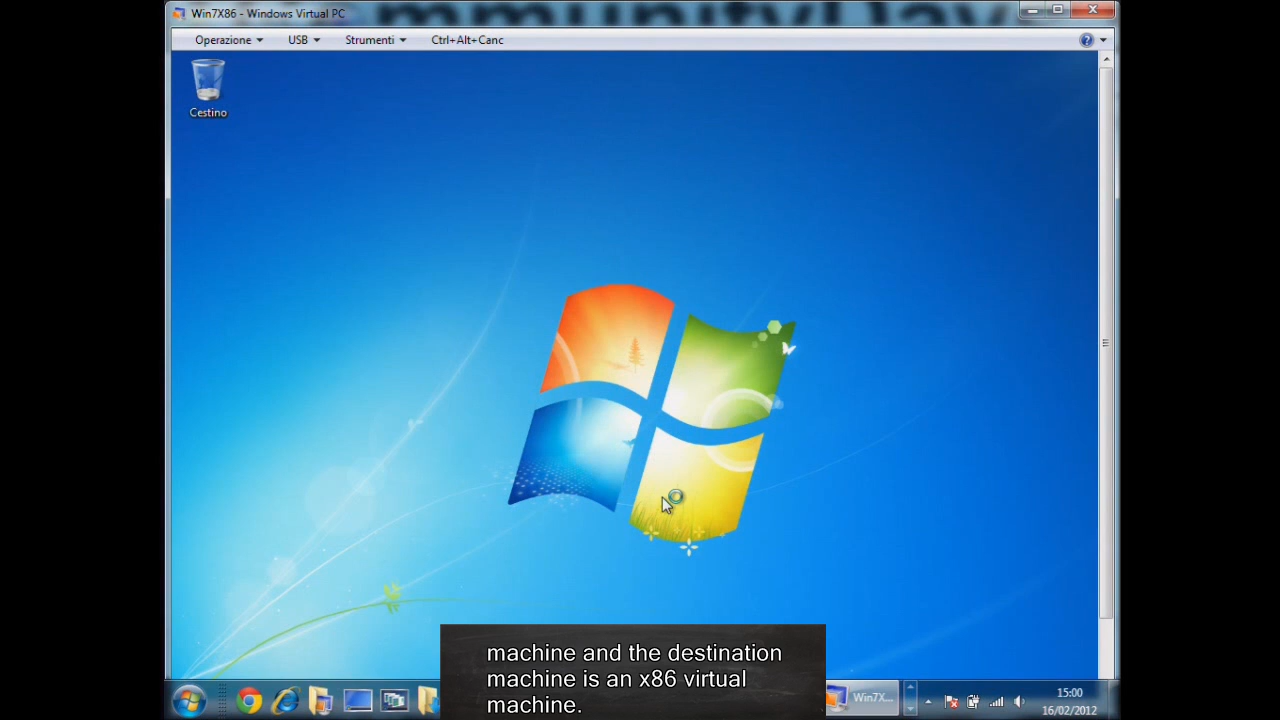 Win7X86 - Windows Virtual PC
Operazione USB Strumenti Ctrl+Alt+Canc
Cestino
machine and the destination
machine is an x86 virtual
machine.
Win7X...
15:00
16/02/2012